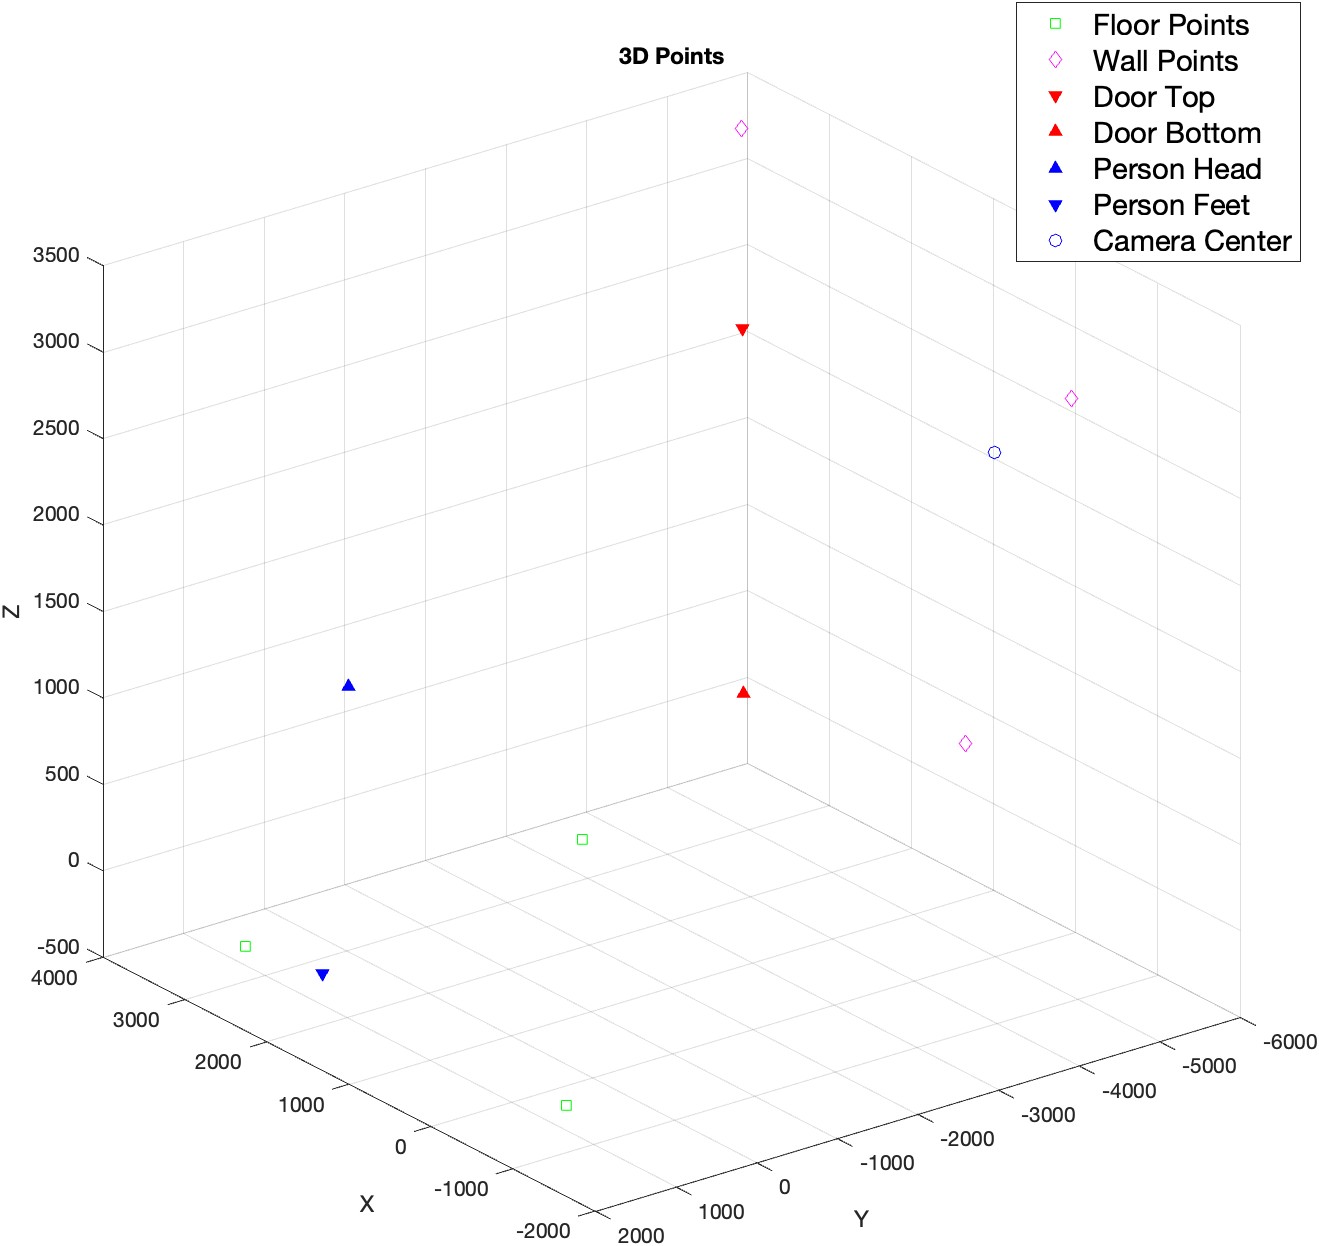 3D Points
Floor Points
Wall Points
Door Top
Door Bottom
Person Head
Person Feet
Camera Center
3500
3000
2500
2000
1500
1000
500
0
-500
Z
4000
3000
2000
1000
0
-1000
-2000
X
2000
1000
0
-1000
-2000
-3000
-4000
-5000
-6000
Y